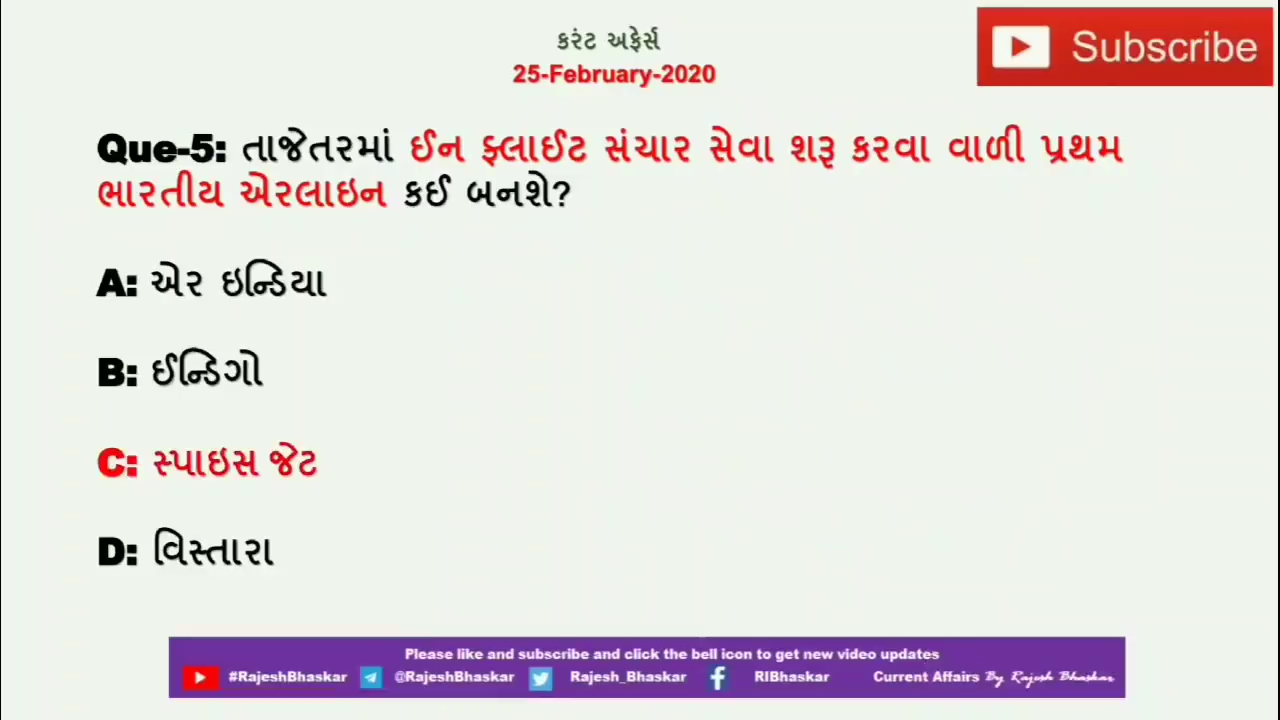 કરંટ અફેર્સ
Subscribe
25-February-2020
Que-5: તાજેતરમાં ઈન ફ્લાઈટ સંચાર સેવા શરૂ કરવા વાળી પ્રથમ
ભારતીય એરલાઇન કઈ બનશે?
A: એર ઇન્ડિયા
B: ઈન્ડિગો
C: સ્પાઇસ જેટ
D: વિસ્તારા
Please like and subscribe and click the bell icon to get new video updates
#RajeshBhaskar @RajeshBhaskar Rajesh_Bhaskar RIBhaskar Current Affairs By Rajesh Bhaskar